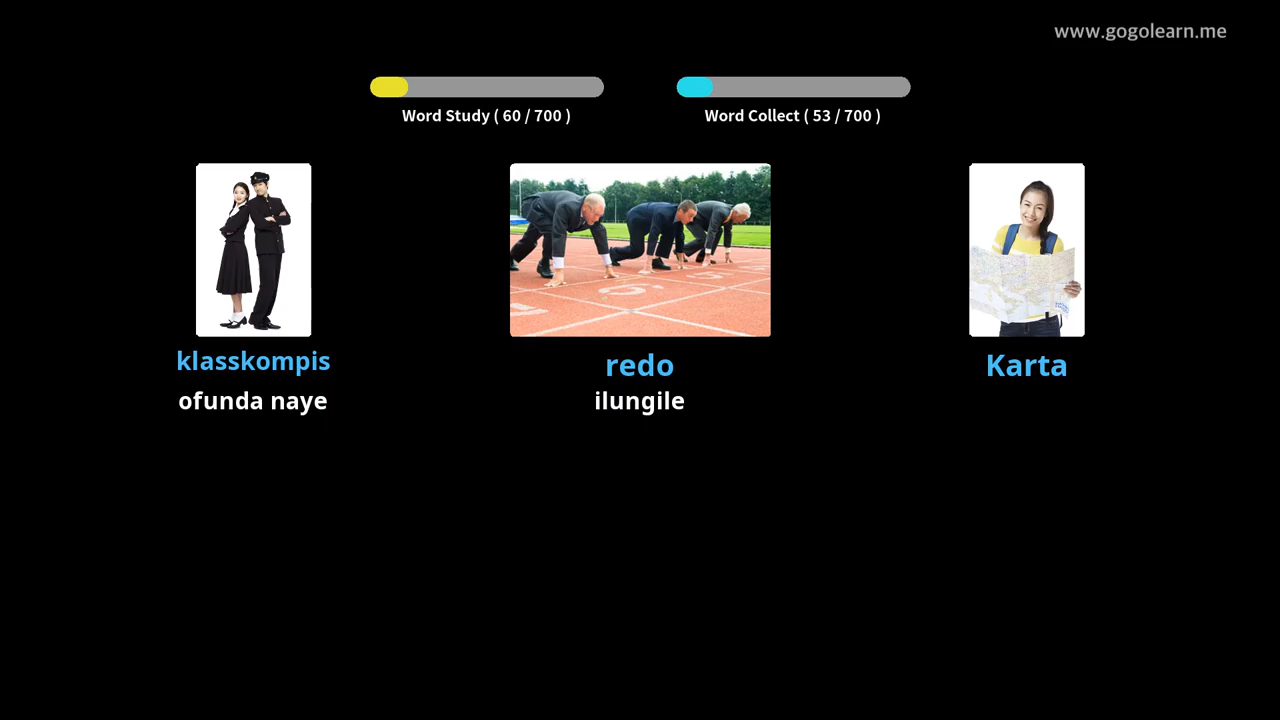 www.gogolearn.me
Word Study ( 60 / 700 )
Word Collect ( 53 / 700 )
klasskompis
redo
Karta
ofunda naye
ilungile